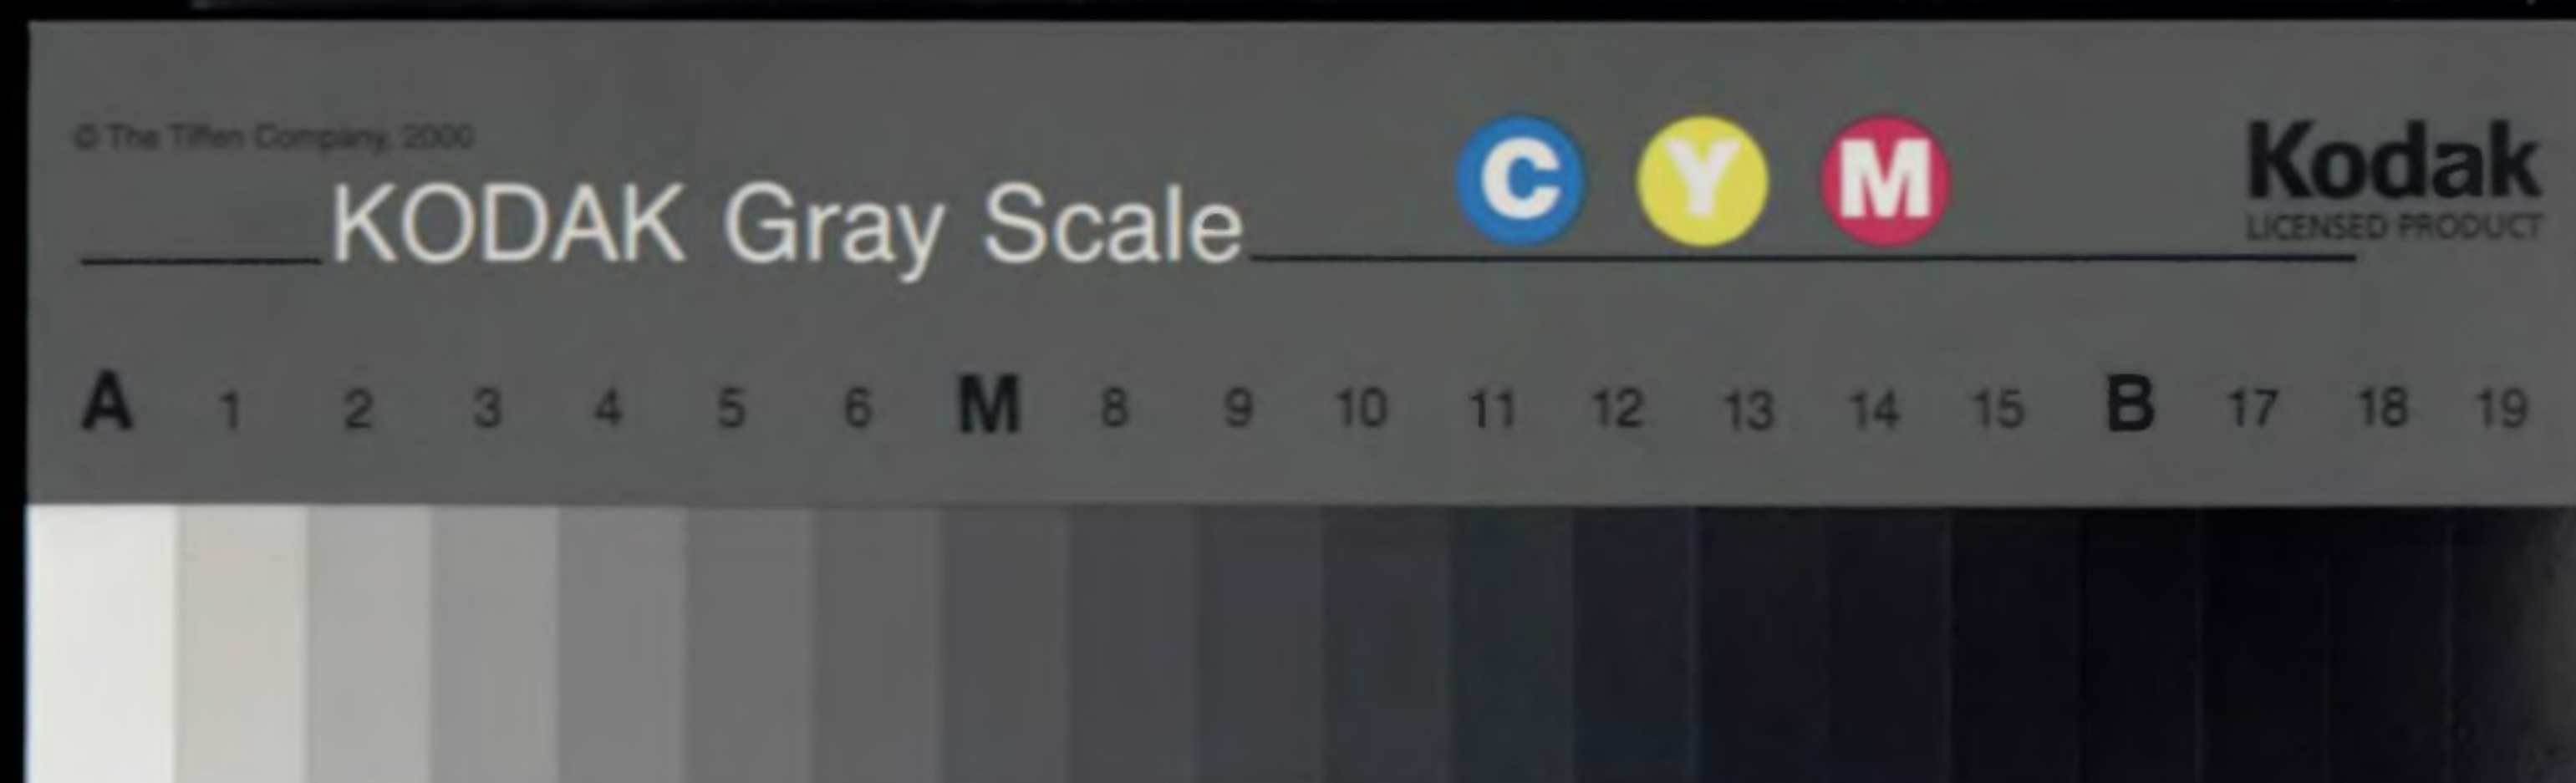 © The Tiffen Company, 2000
KODAK Gray Scale
C Y M
Kodak
LICENSED PRODUCT
A 1 2 3 4 5 6 M 8 9 10 11 12 13 14 15 B 17 18 19